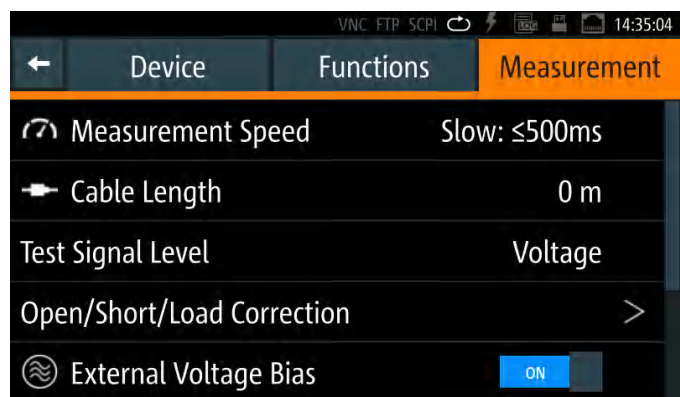 VNC FTP SCPI LOG 14:35:04
Device Functions Measurement
Measurement Speed Slow: ≤500ms
Cable Length 0 m
Test Signal Level Voltage
Open/Short/Load Correction >
External Voltage Bias ON